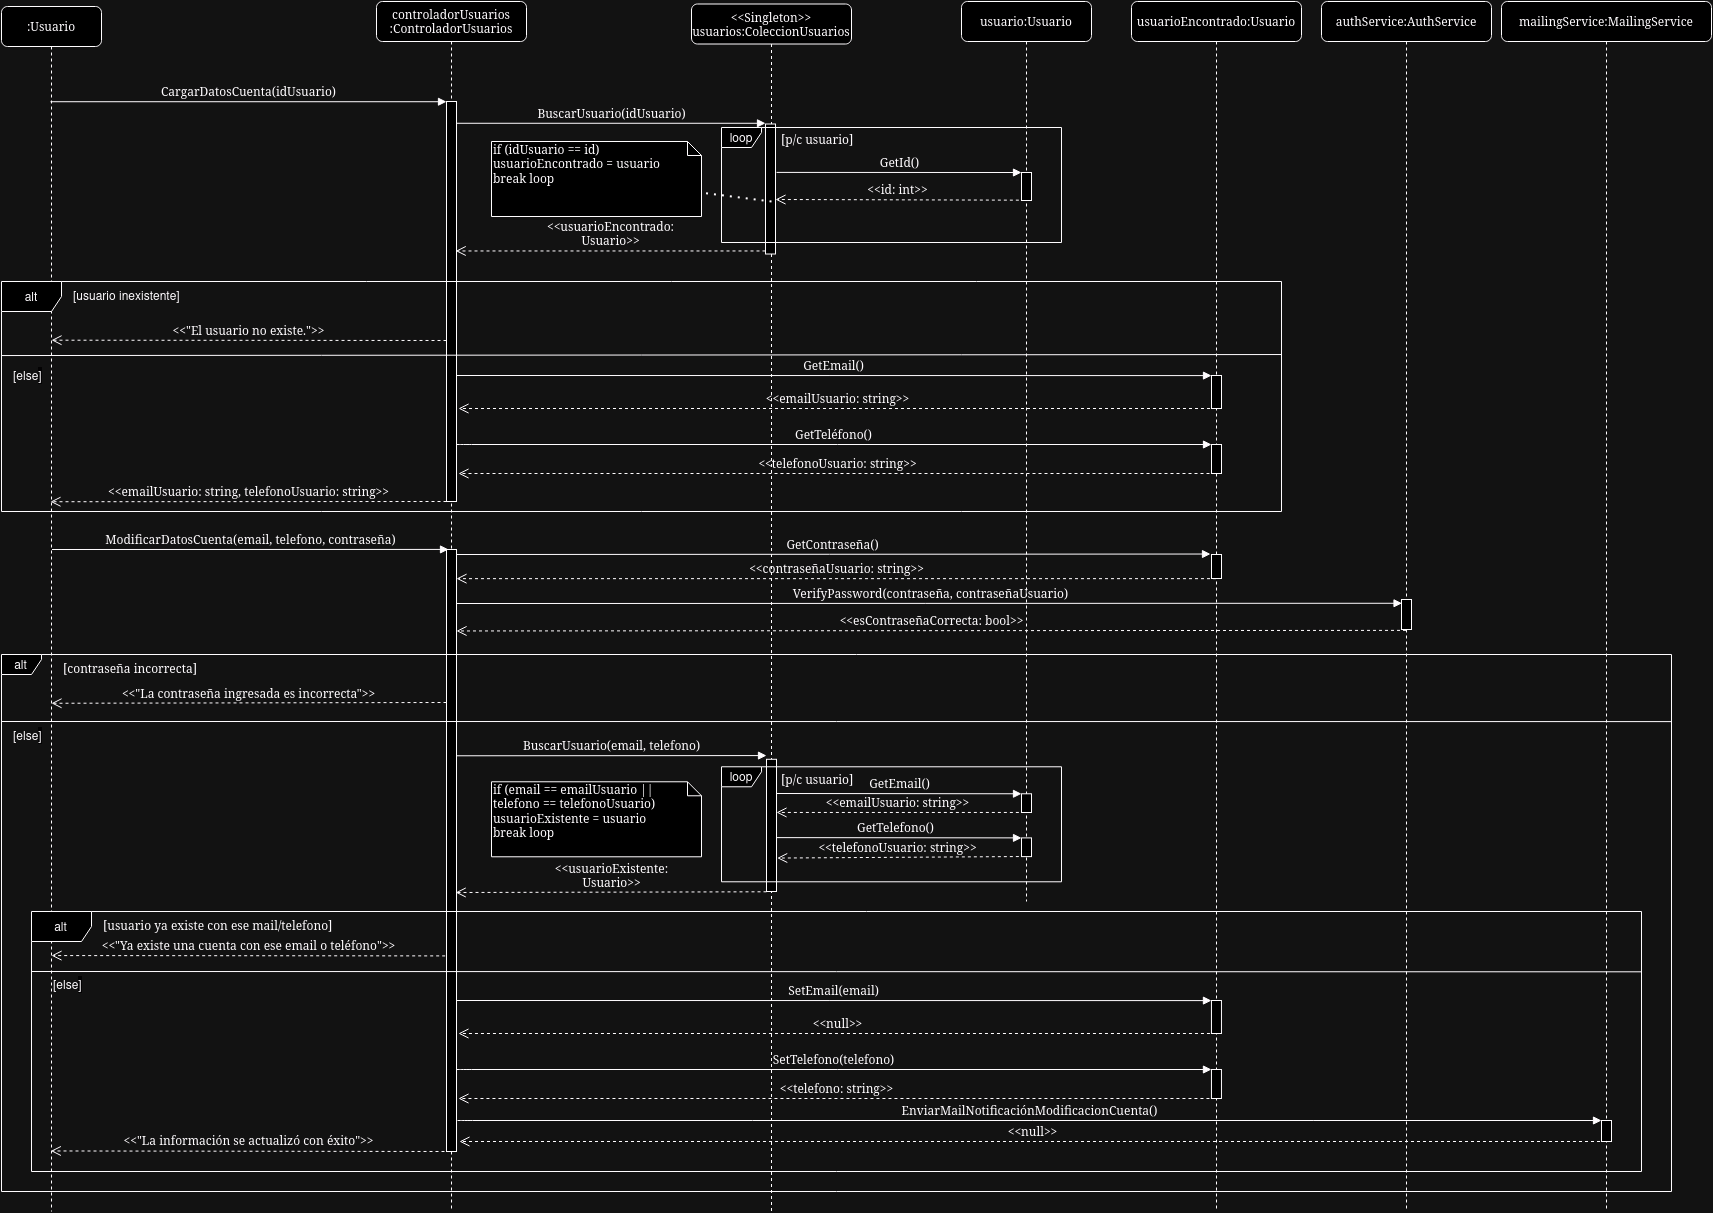 :Usuario
controladorUsuarios
:ControladorUsuarios
<<Singleton>>
usuarios:ColeccionUsuarios
usuario:Usuario
usuarioEncontrado:Usuario
authService:AuthService
mailingService:MailingService
CargarDatosCuenta(idUsuario)
BuscarUsuario(idUsuario)
loop
[p/c usuario]
if (idUsuario == id)
usuarioEncontrado = usuario
break loop
GetId()
<<id: int>>
<<usuarioEncontrado:
Usuario>>
alt
[usuario inexistente]
<<"El usuario no existe.">>
[else]
GetEmail()
<<emailUsuario: string>>
GetTeléfono()
<<telefonoUsuario: string>>
<<emailUsuario: string, telefonoUsuario: string>>
ModificarDatosCuenta(email, telefono, contraseña)
GetContraseña()
<<contraseñaUsuario: string>>
VerifyPassword(contraseña, contraseñaUsuario)
<<esContraseñaCorrecta: bool>>
alt
[contraseña incorrecta]
<<"La contraseña ingresada es incorrecta">>
[else]
BuscarUsuario(email, telefono)
loop
[p/c usuario]
GetEmail()
if (email == emailUsuario ||
telefono == telefonoUsuario)
usuarioExistente = usuario
break loop
<<emailUsuario: string>>
GetTelefono()
<<telefonoUsuario: string>>
<<usuarioExistente:
Usuario>>
alt
[usuario ya existe con ese mail/telefono]
<<"Ya existe una cuenta con ese email o teléfono">>
[else]
SetEmail(email)
<<null>>
SetTelefono(telefono)
<<telefono: string>>
EnviarMailNotificaciónModificacionCuenta()
<<null>>
<<"La información se actualizó con éxito">>